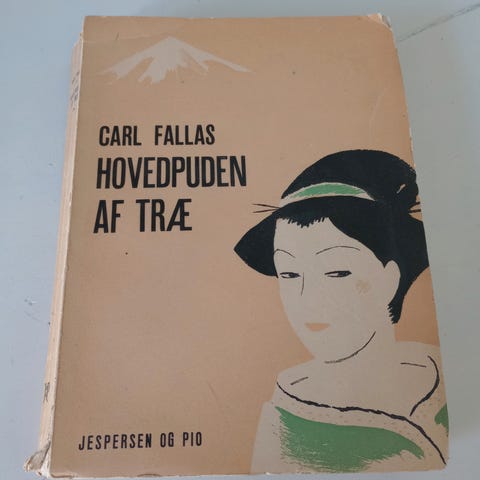 CARL FALLAS
HOVEDPUDEN
AF TRÆ
JESPERSEN OG PIO